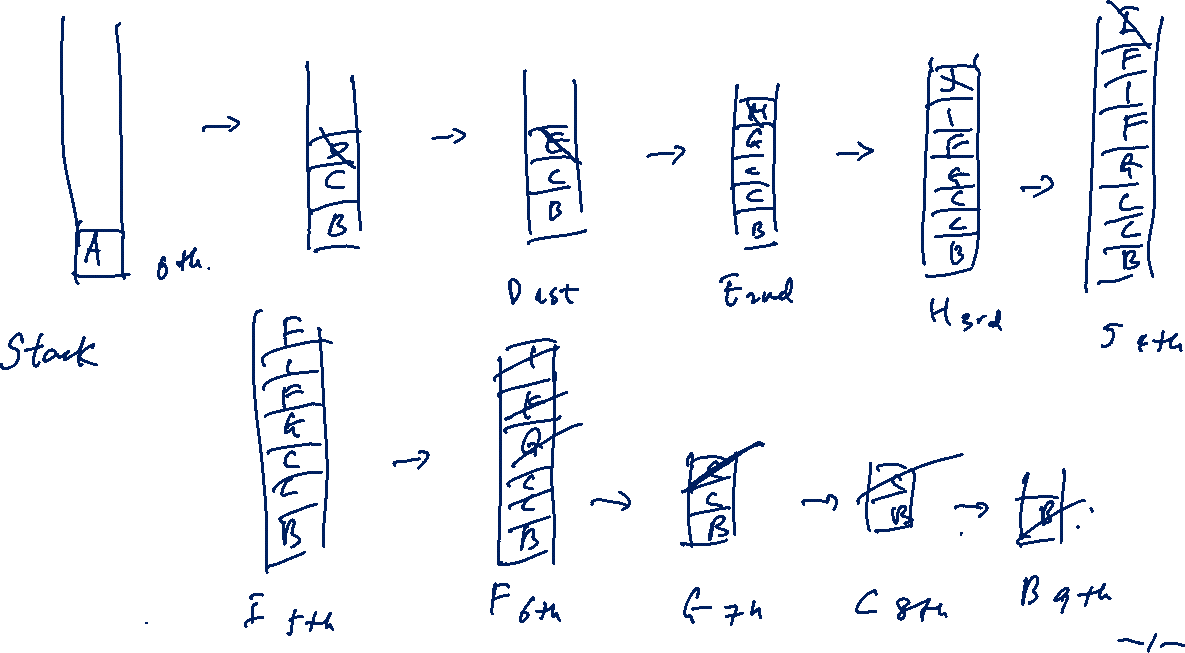 A
0th.
D
C
B
E
C
B
D 1st
H
G
C
C
B
E 2nd
J
I
F
G
C
C
B
H 3rd
I
F
I
F
G
C
C
B
J 4th
Stack
F
I
F
G
C
C
B
I 5th
I
F
G
C
C
B
F 6th
C
C
B
G 7th
C
B
C 8th
B
B 9th